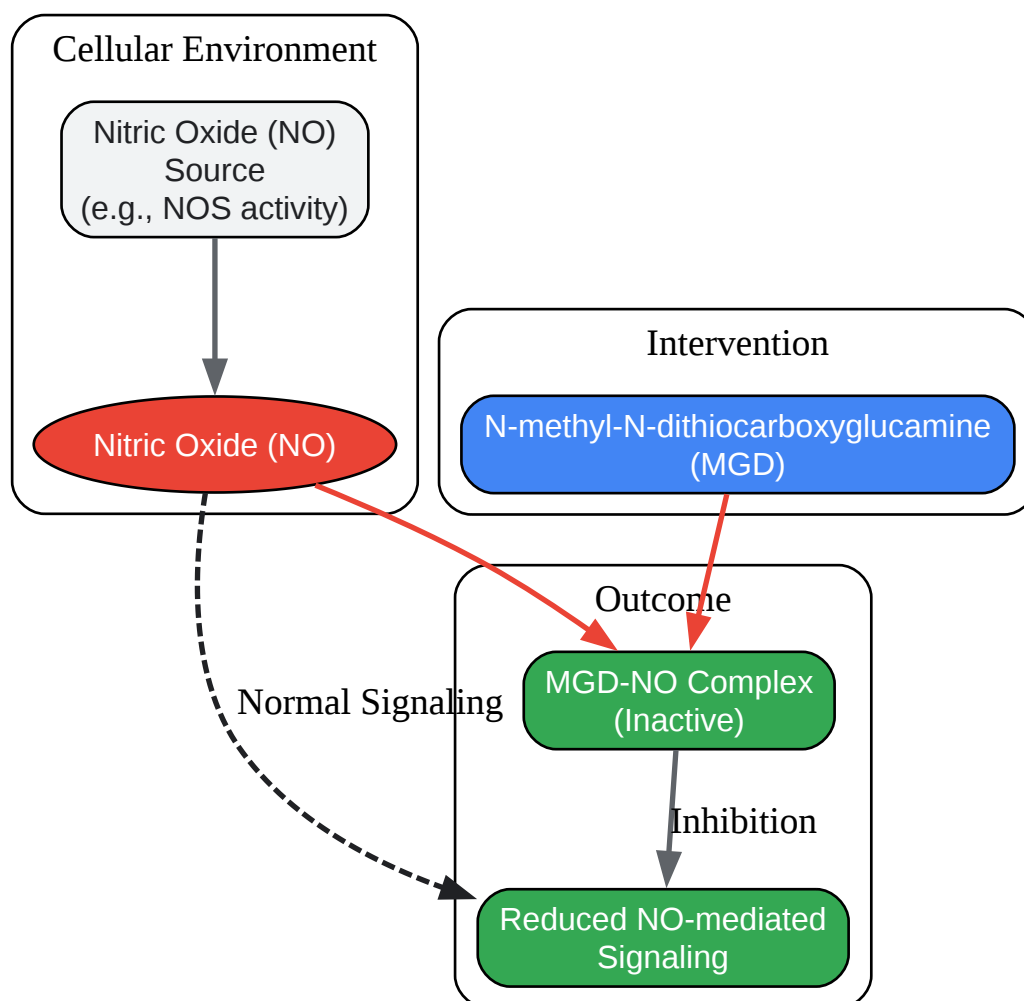 Cellular Environment
Nitric Oxide (NO)
Source
(e.g., NOS activity)
Nitric Oxide (NO)
Intervention
N-methyl-N-dithiocarboxyglucamine
(MGD)
Outcome
MGD-NO Complex
(Inactive)
Normal Signaling
Inhibition
Reduced NO-mediated
Signaling